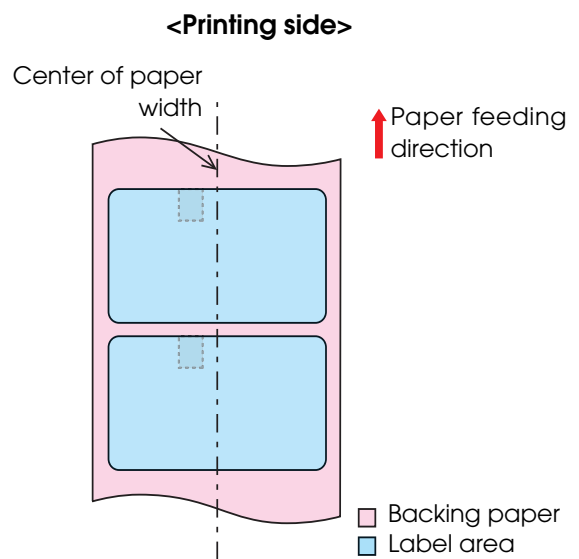 <Printing side>
Center of paper
width
Paper feeding
direction
Backing paper
Label area